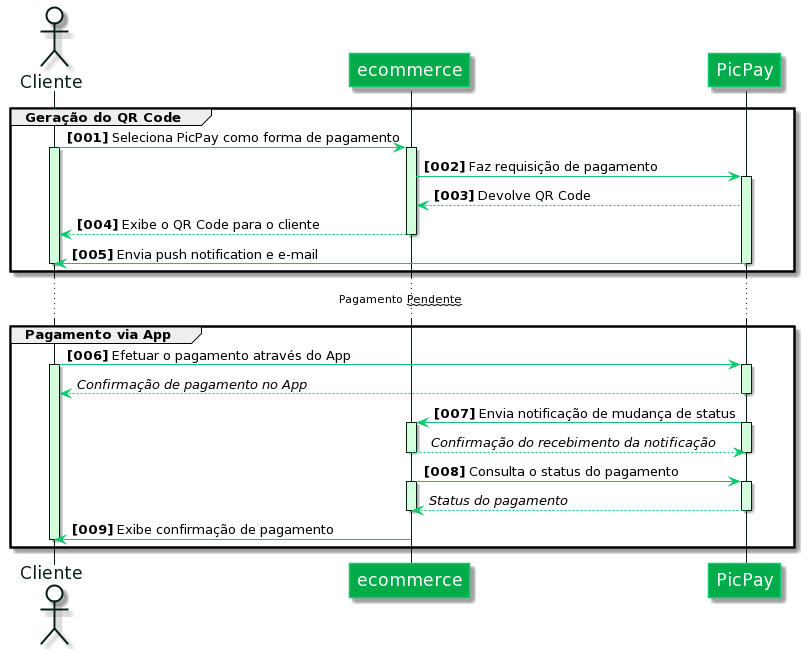 Cliente
ecommerce
PicPay
Geração do QR Code
[001] Seleciona PicPay como forma de pagamento
[002] Faz requisição de pagamento
[003] Devolve QR Code
[004] Exibe o QR Code para o cliente
[005] Envia push notification e e-mail
Pagamento Pendente
Pagamento via App
[006] Efetuar o pagamento através do App
Confirmação de pagamento no App
[007] Envia notificação de mudança de status
Confirmação do recebimento da notificação
[008] Consulta o status do pagamento
Status do pagamento
[009] Exibe confirmação de pagamento
Cliente
ecommerce
PicPay